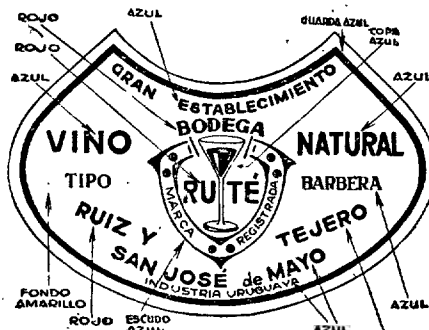 ROJO
AZUL
GUARDA AZUL
COPA AZUL
ROJO
AZUL
AZUL
GRAN ESTABLECIMIENTO
BODEGA
VINO NATURAL
TIPO BARBERA
RUTÉ
MARCA REGISTRADA
RUIZ Y TEJERO
SAN JOSÉ de MAYO
INDUSTRIA URUGUAYA
FONDO AMARILLO
ROJO
ESCUDO
AZUL
AZUL